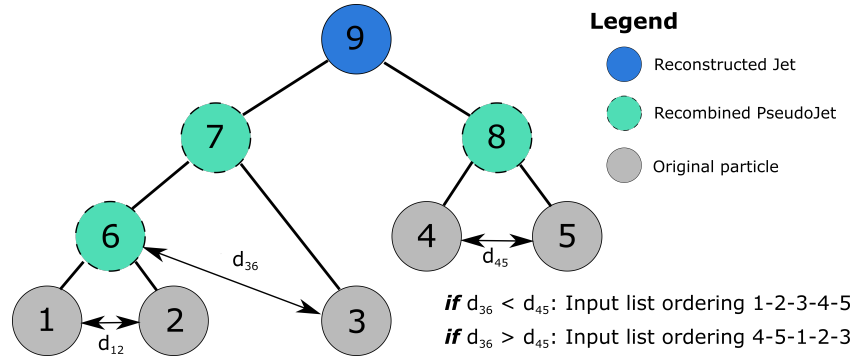 9
Legend
Reconstructed Jet
7
8
Recombined PseudoJet
Original particle
6
4
5
d36
d45
1
2
3
d12
if d36 < d45: Input list ordering 1-2-3-4-5
if d36 > d45: Input list ordering 4-5-1-2-3